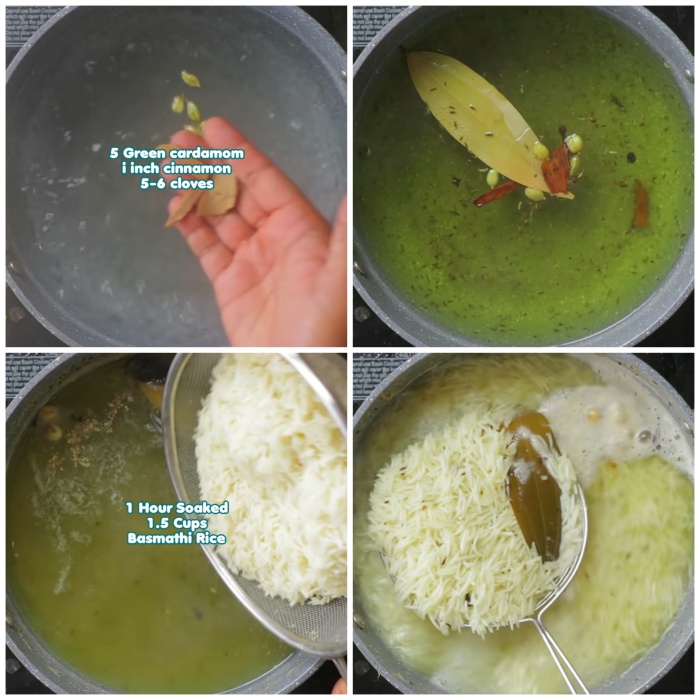 5 Green cardamom
i inch cinnamon
5-6 cloves
1 Hour Soaked
1.5 Cups
Basmathi Rice